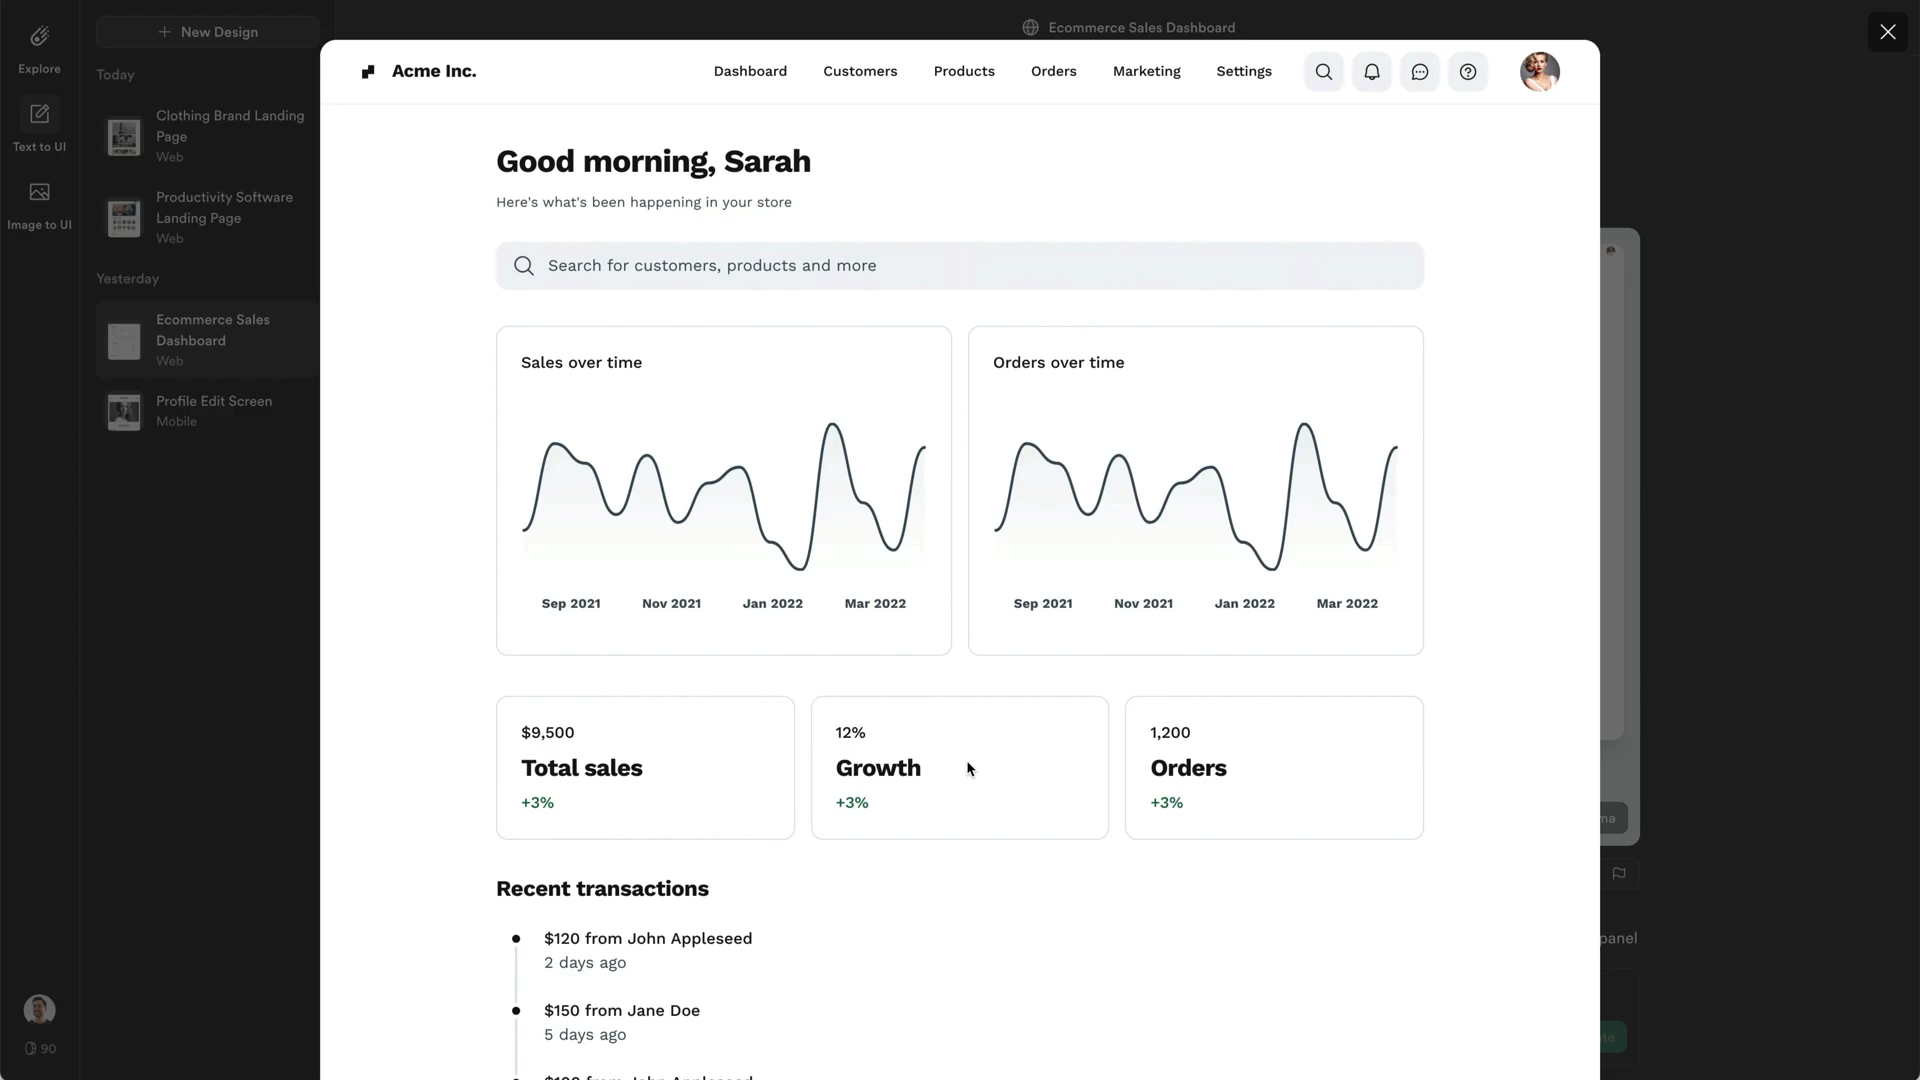 New Design
Ecommerce Sales Dashboard
Explore
Today
Clothing Brand Landing
Page
Web
Text to UI
Productivity Software
Landing Page
Web
Image to UI
Yesterday
Ecommerce Sales
Dashboard
Web
Profile Edit Screen
Mobile
90
Acme Inc.
Dashboard
Customers
Products
Orders
Marketing
Settings
Good morning, Sarah
Here's what's been happening in your store
Search for customers, products and more
Sales over time
Sep 2021
Nov 2021
Jan 2022
Mar 2022
Orders over time
Sep 2021
Nov 2021
Jan 2022
Mar 2022
$9,500
Total sales
+3%
12%
Growth
+3%
1,200
Orders
+3%
Recent transactions
$120 from John Appleseed
2 days ago
$150 from Jane Doe
5 days ago
panel